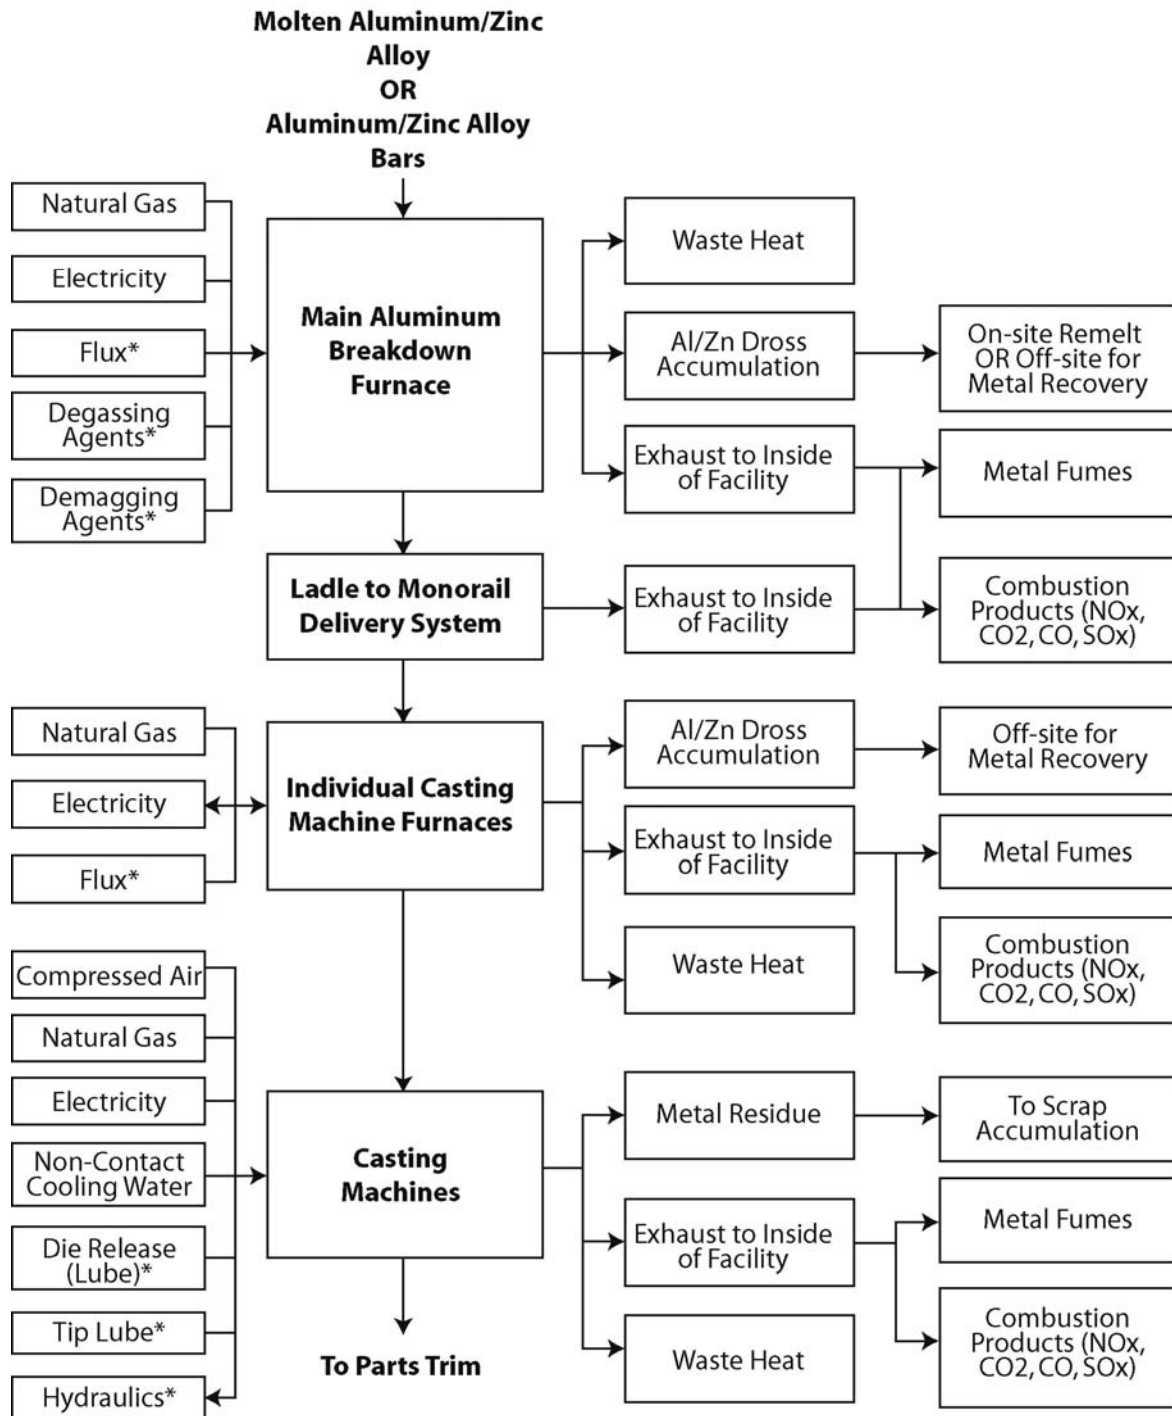 Molten Aluminum/Zinc
Alloy
OR
Aluminum/Zinc Alloy
Bars
Natural Gas
Electricity
Flux*
Degassing
Agents*
Demagging
Agents*
Main Aluminum
Breakdown
Furnace
Waste Heat
Al/Zn Dross
Accumulation
On-site Remelt
OR Off-site for
Metal Recovery
Exhaust to Inside
of Facility
Metal Fumes
Ladle to Monorail
Delivery System
Exhaust to Inside
of Facility
Combustion
Products (NOx,
CO2, CO, SOx)
Natural Gas
Electricity
Flux*
Individual Casting
Machine Furnaces
Al/Zn Dross
Accumulation
Off-site for
Metal Recovery
Exhaust to Inside
of Facility
Metal Fumes
Waste Heat
Combustion
Products (NOx,
CO2, CO, SOx)
Compressed Air
Natural Gas
Electricity
Non-Contact
Cooling Water
Die Release
(Lube)*
Tip Lube*
Hydraulics*
Casting
Machines
Metal Residue
To Scrap
Accumulation
Exhaust to Inside
of Facility
Metal Fumes
Waste Heat
Combustion
Products (NOx,
CO2, CO, SOx)
To Parts Trim